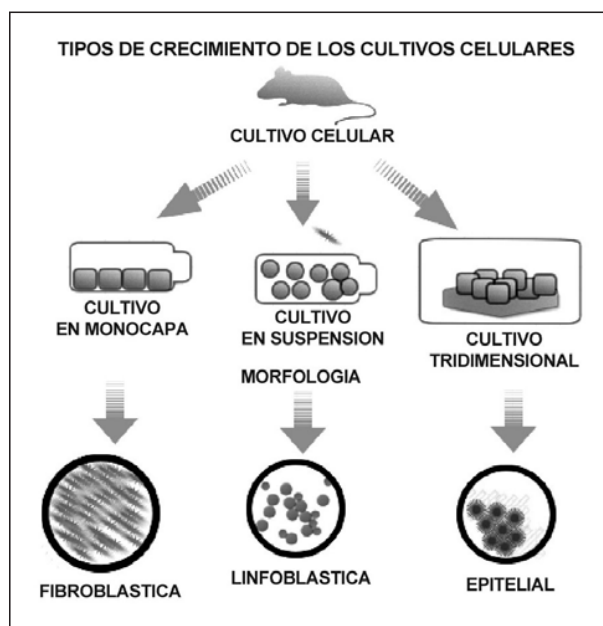 TIPOS DE CRECIMIENTO DE LOS CULTIVOS CELULARES
CULTIVO CELULAR
CULTIVO
EN MONOCAPA
CULTIVO
EN SUSPENSION
CULTIVO
TRIDIMENSIONAL
MORFOLOGIA
FIBROBLASTICA
LINFOBLASTICA
EPITELIAL